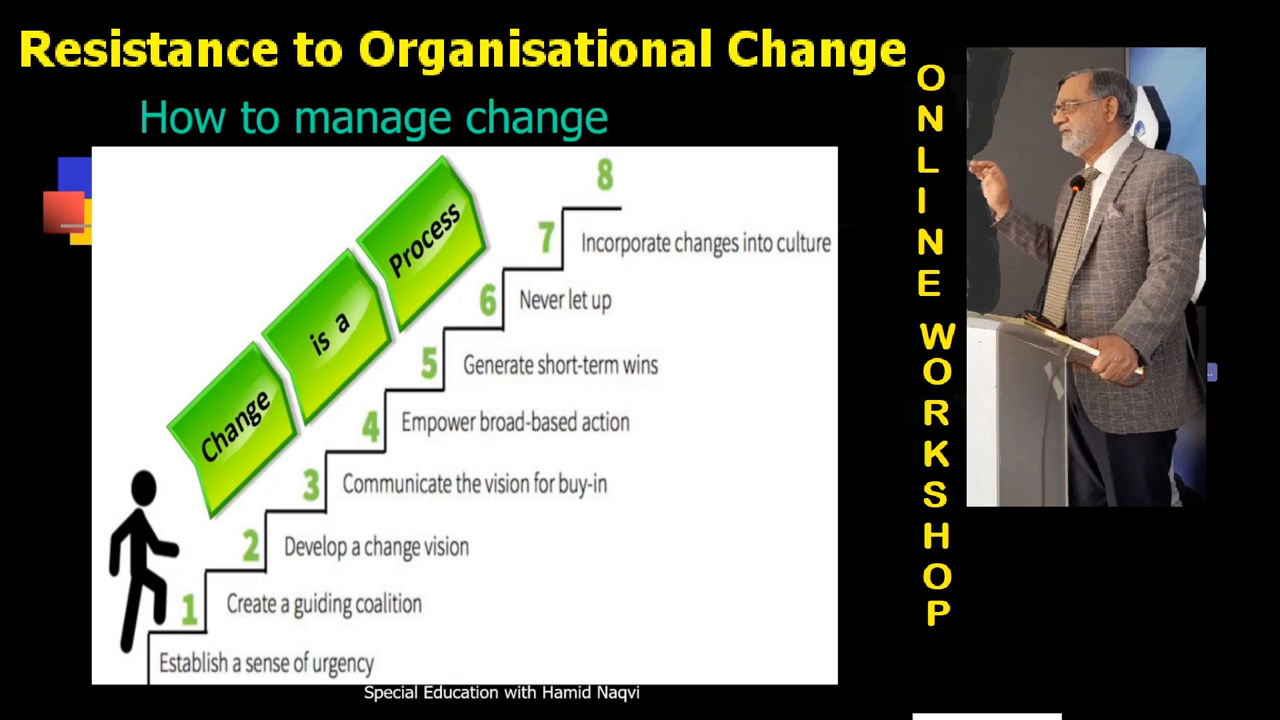 Resistance to Organisational Change
How to manage change
Change is a Process
8
7
Incorporate changes into culture
6
Never let up
5
Generate short-term wins
4
Empower broad-based action
3
Communicate the vision for buy-in
2
Develop a change vision
1
Create a guiding coalition
Establish a sense of urgency
Special Education with Hamid Naqvi
ONLINE WORKSHOP